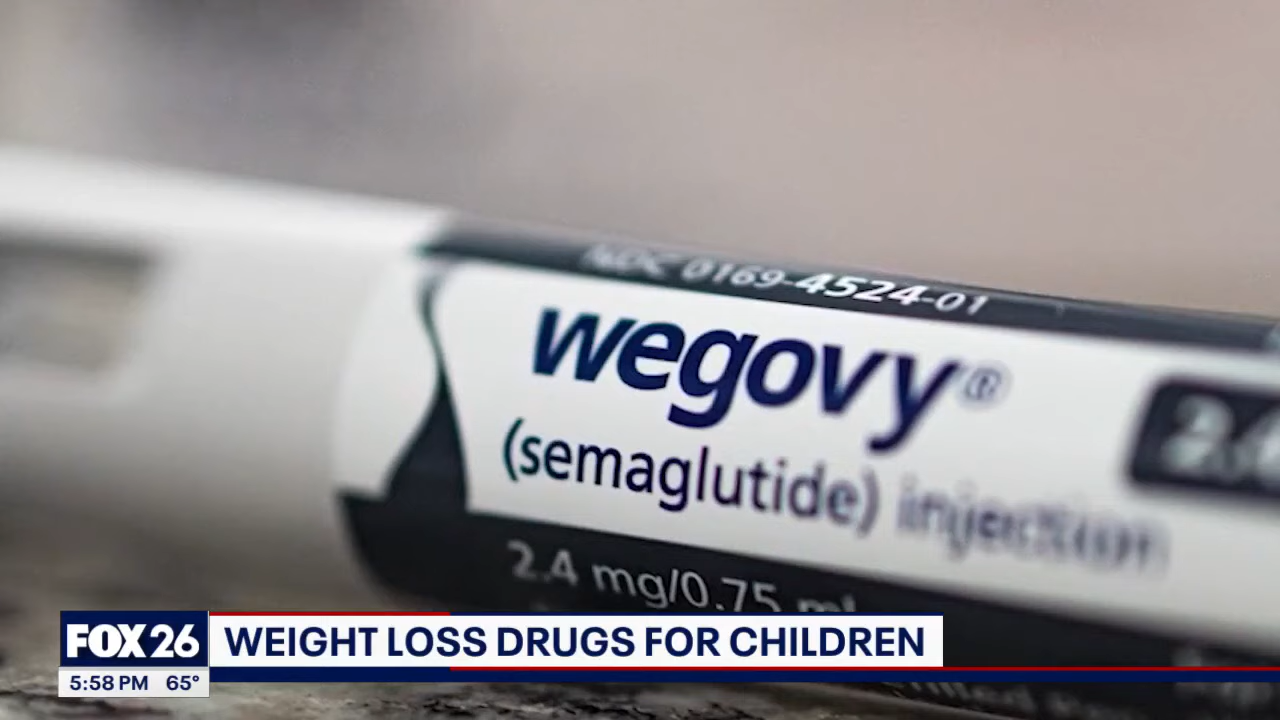 NDC 0169-4524-01
wegovy®
(semaglutide) injection
2.4 mg/0.75 ml
FOX 26
WEIGHT LOSS DRUGS FOR CHILDREN
5:58 PM 65°